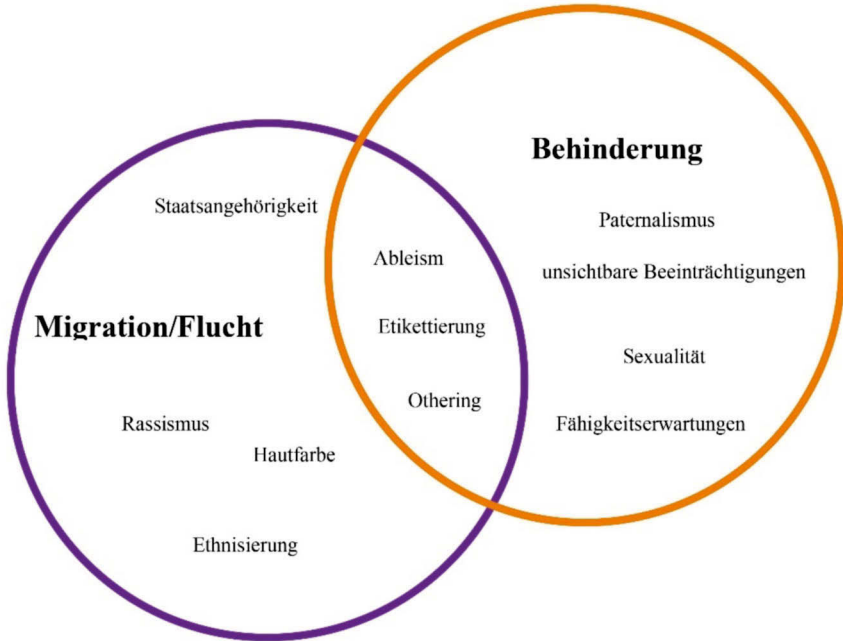 Behinderung
Staatsangehörigkeit
Paternalismus
Ableism
unsichtbare Beeinträchtigungen
Migration/Flucht
Etikettierung
Sexualität
Othering
Rassismus
Fähigkeitserwartungen
Hautfarbe
Ethnisierung